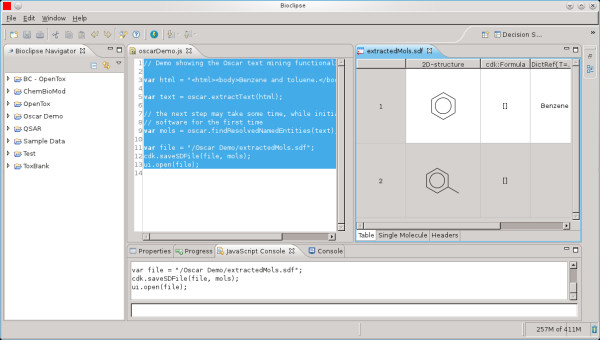 Bioclipse
File Edit Window Help
Decision S...
Bioclipse Navigator
BC - OpenTox
ChemBioMod
OpenTox
Oscar Demo
QSAR
Sample Data
Test
ToxBank
oscarDemo.js
1 // Demo showing the Oscar text mining functional
2
3 var html = "<html><body>Benzene and toluene.</bo
4
5 var text = oscar.extractText(html);
6
7 // the next step may take some time, while initi
8 // software for the first time
9 var mols = oscar.findResolvedNamedEntities(text)
10
11 var file = "/Oscar Demo/extractedMols.sdf";
12 cdk.saveSDFile(file, mols);
13 ui.open(file);
14
extractedMols.sdf
2D-structure cdk:Formula DictRef{T=..
1 [] Benzene
2 []
Table Single Molecule Headers
Properties Progress JavaScript Console Console
var file = "/Oscar Demo/extractedMols.sdf";
cdk.saveSDFile(file, mols);
ui.open(file);
257M of 411M